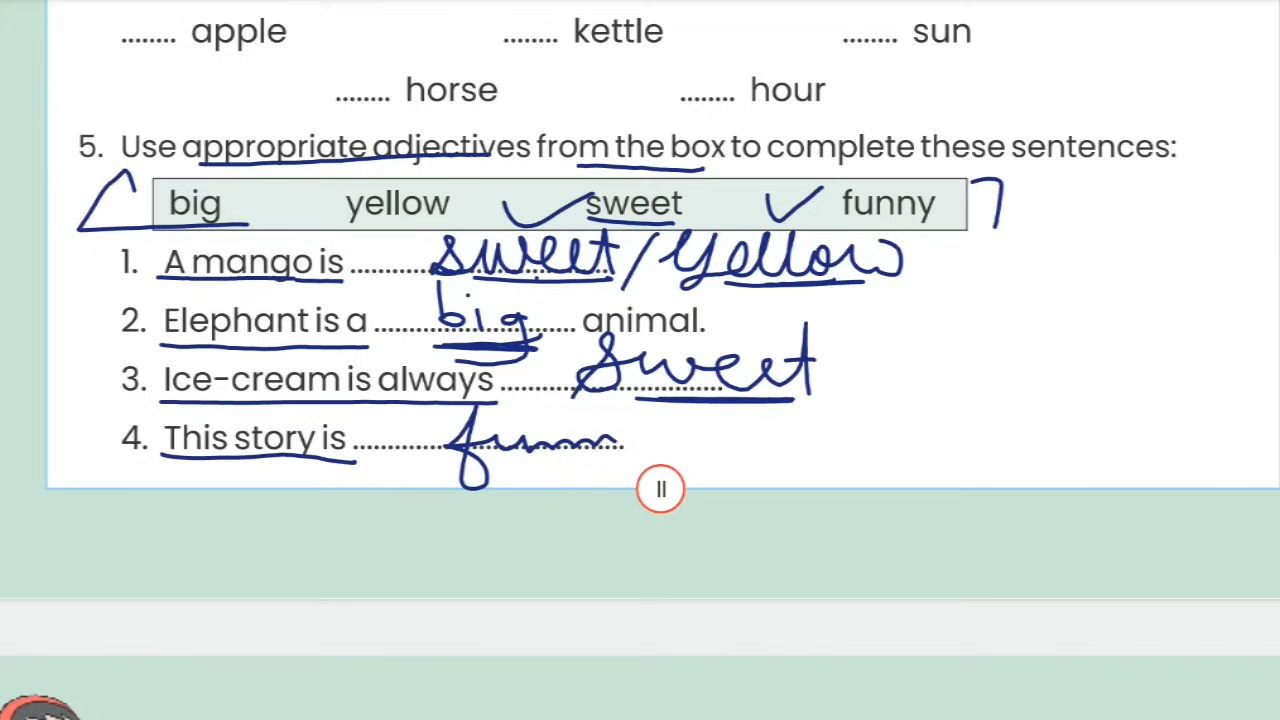 ........ apple ........ kettle ........ sun
........ horse ........ hour
5. Use appropriate adjectives from the box to complete these sentences:
big yellow sweet funny
1. A mango is .......... sweet / yellow
2. Elephant is a .......... big .......... animal.
3. Ice-cream is always .......... sweet
4. This story is ..........
11